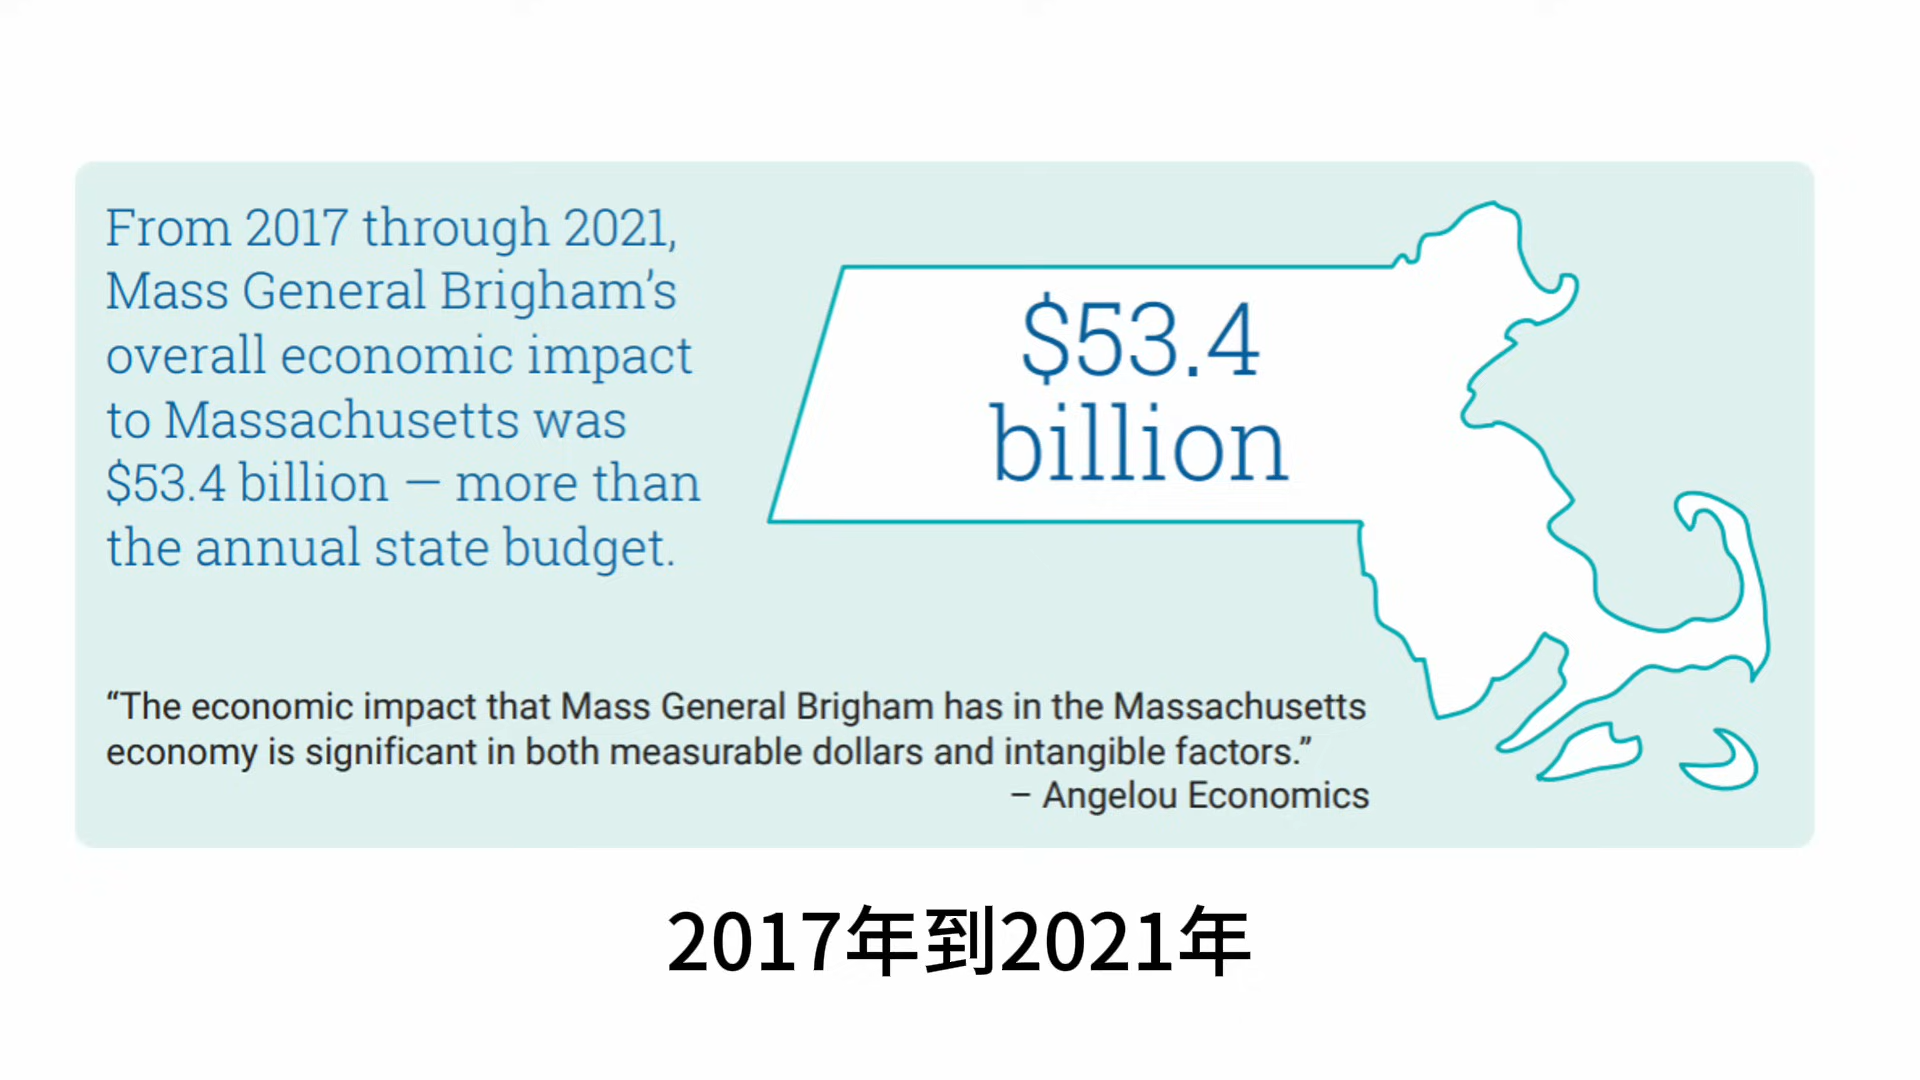 From 2017 through 2021,
Mass General Brigham’s
overall economic impact
to Massachusetts was
$53.4 billion — more than
the annual state budget.
$53.4
billion
“The economic impact that Mass General Brigham has in the Massachusetts
economy is significant in both measurable dollars and intangible factors.”
– Angelou Economics
2017年到2021年